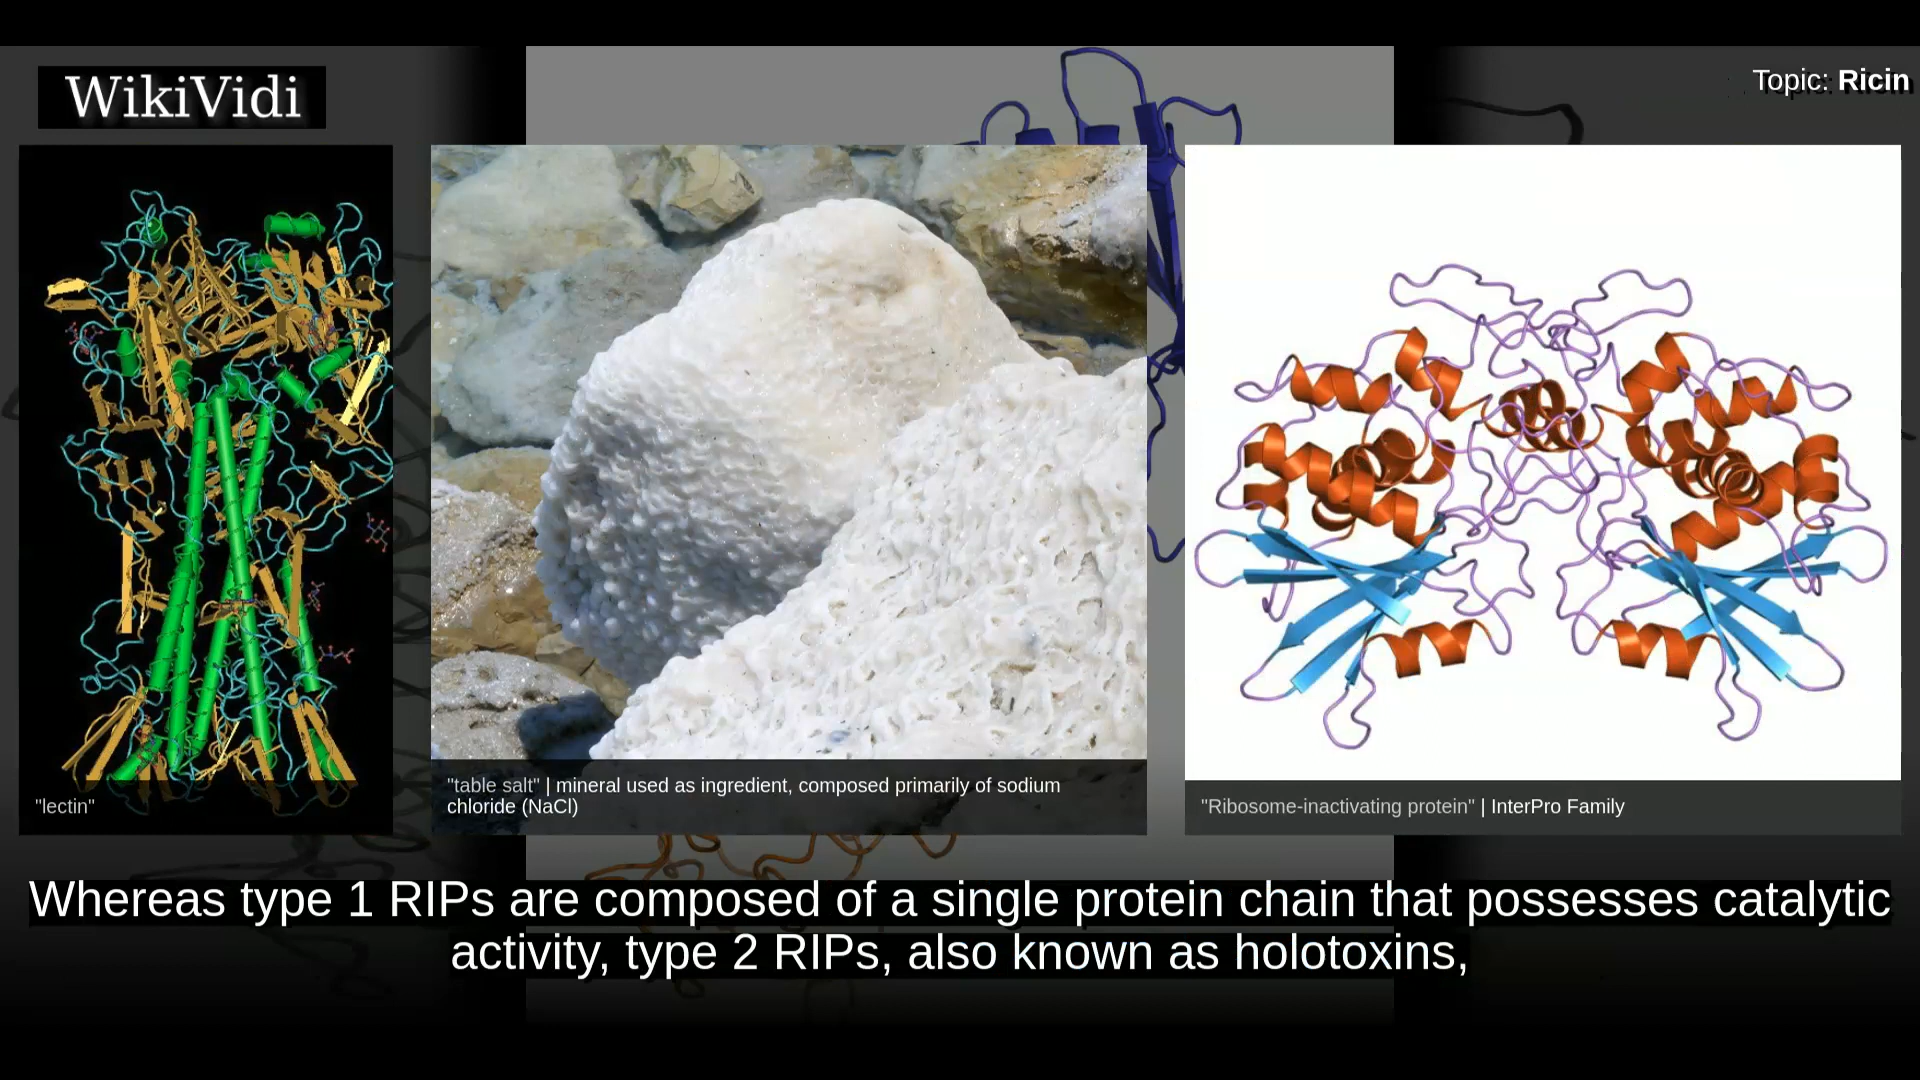 WikiVidi
Topic: Ricin
"lectin"
"table salt" | mineral used as ingredient, composed primarily of sodium
chloride (NaCl)
"Ribosome-inactivating protein" | InterPro Family
Whereas type 1 RIPs are composed of a single protein chain that possesses catalytic
activity, type 2 RIPs, also known as holotoxins,